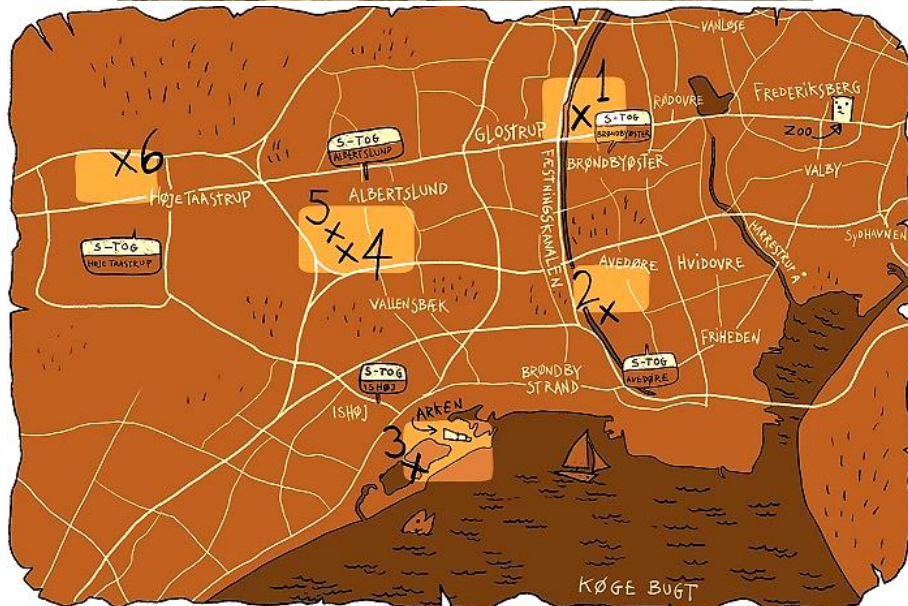 VANLØSE
1
FREDERIKSBERG
RØDOVRE
S-TOG
BRØNDBYØSTER
GLOSTRUP
ZOO
S-TOG
ALBERTSLUND
6
BRØNDBYØSTER
VALBY
HØJE TAASTRUP
ALBERTSLUND
FÆSTNINGSKANALEN
5
4
SYDHAVNEN
S-TOG
HØJE TAASTRUP
AVEDØRE
HVIDOVRE
HARRESTRUP Å
2
VALLENSBÆK
FRIHEDEN
S-TOG
ISHØJ
BRØNDBY
STRAND
S-TOG
AVEDØRE
ISHØJ
ARKEN
3
KØGE BUGT